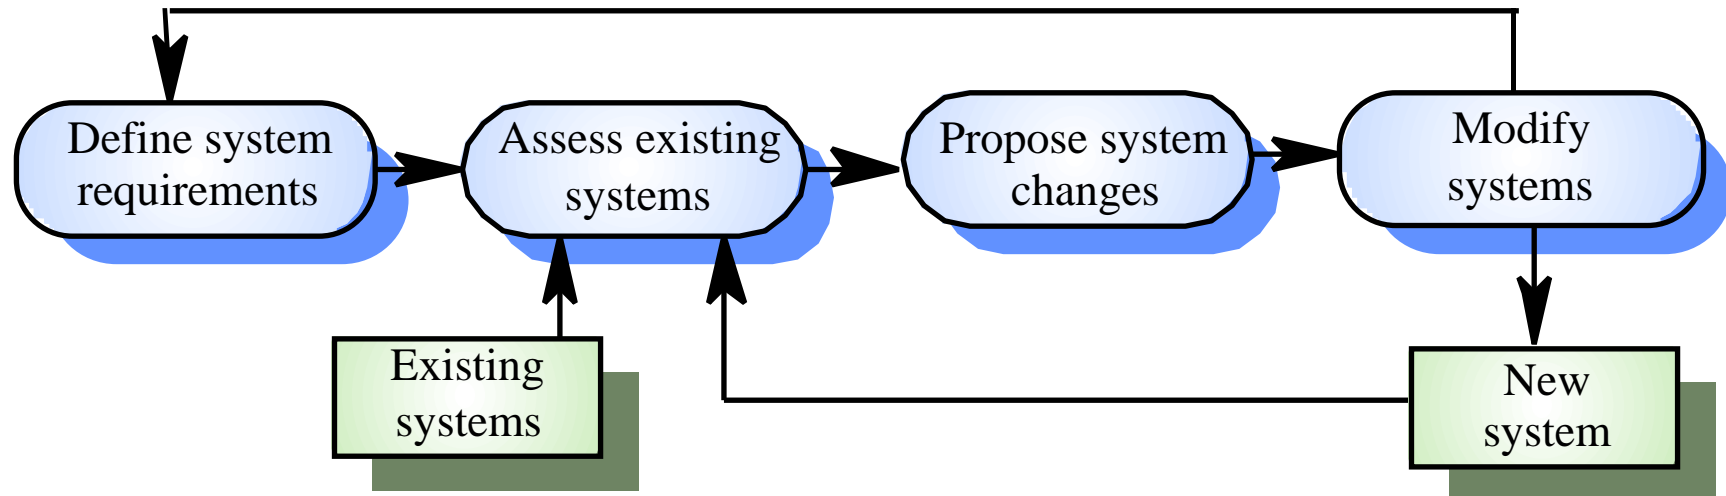 Define system
requirements
Assess existing
systems
Propose system
changes
Modify
systems
Existing
systems
New
system